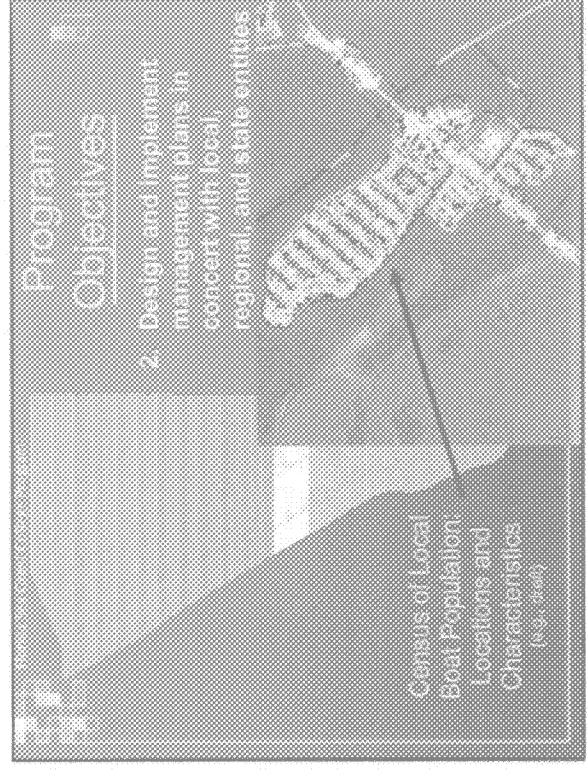 Program
Objectives
2. Design and implement
management plans in
concert with local,
regional, and state entities
Census of Local
Boat Population:
Locations and
Characteristics
(e.g., draft)